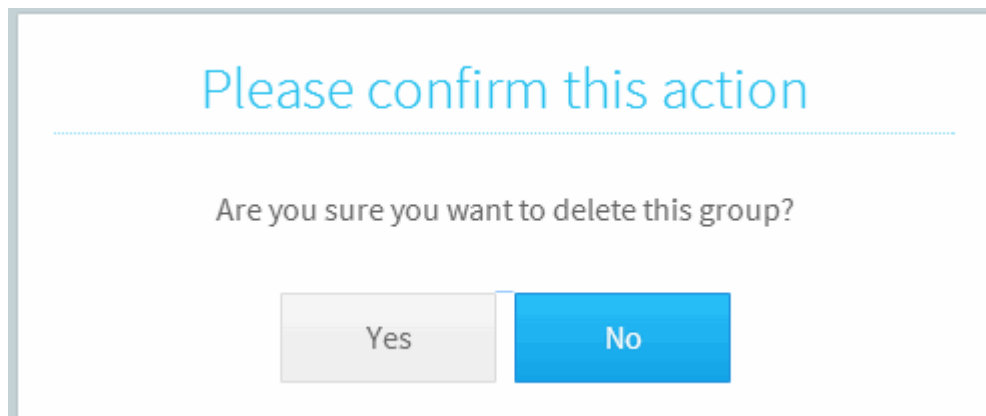 Please confirm this action
Are you sure you want to delete this group?
Yes No